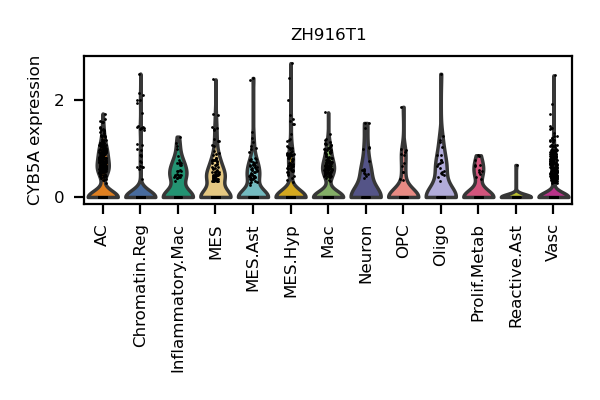 ZH916T1
CYB5A expression
2
0
AC
Chromatin.Reg
Inflammatory.Mac
MES
MES.Ast
MES.Hyp
Mac
Neuron
OPC
Oligo
Prolif.Metab
Reactive.Ast
Vasc